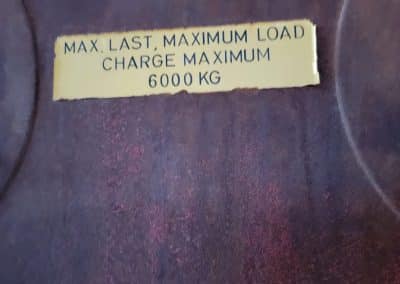 MAX. LAST, MAXIMUM LOAD
CHARGE MAXIMUM
6000 KG